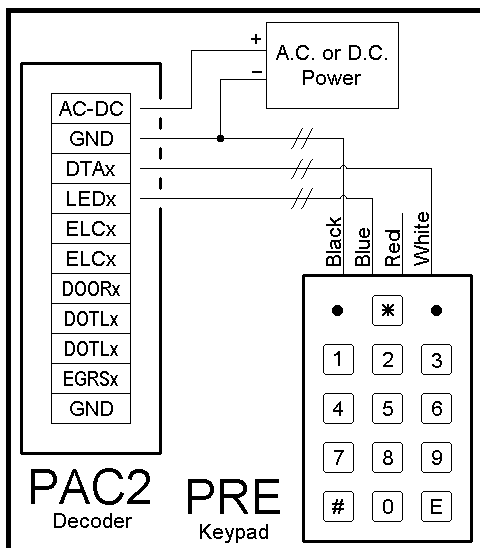 + A.C. or D.C.
− Power
AC-DC
GND
DTAx
LEDx
ELCx
ELCx
DOORx
DOTLx
DOTLx
EGRSx
GND
Black
Blue
Red
White
* 
1 2 3
4 5 6
7 8 9
# 0 E
PAC2
Decoder
PRE
Keypad